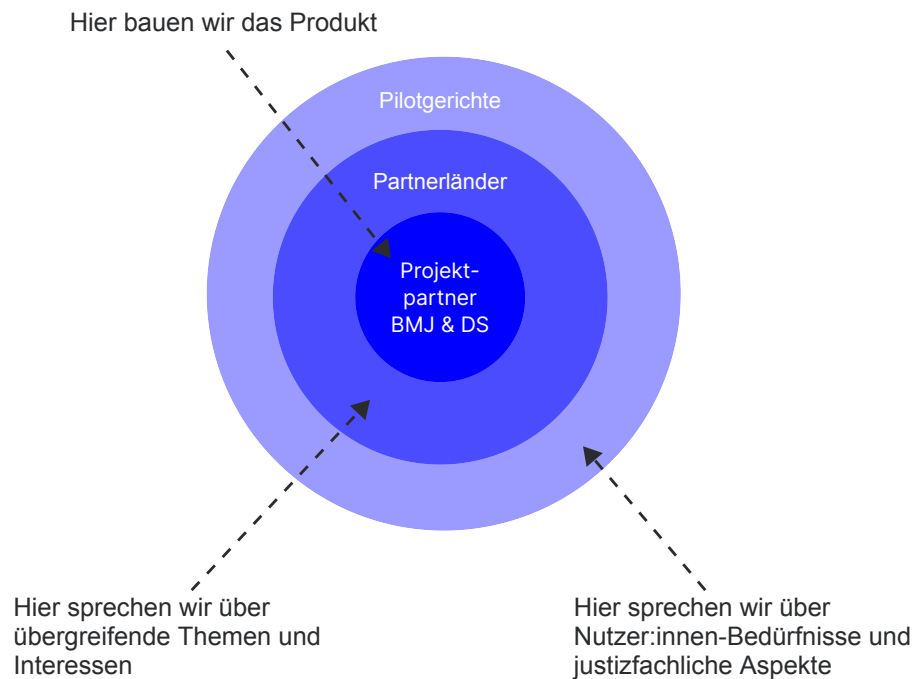 Hier bauen wir das Produkt
Pilotgerichte
Partnerländer
Projekt-
partner
BMJ & DS
Hier sprechen wir über
übergreifende Themen und
Interessen
Hier sprechen wir über
Nutzer:innen-Bedürfnisse und
justizfachliche Aspekte